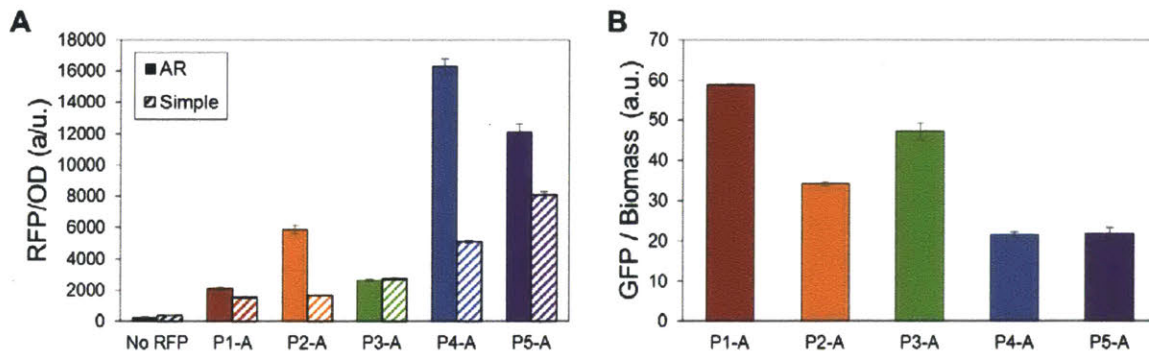 A
RFP/OD (a/u.)
18000
16000
14000
12000
10000
8000
6000
4000
2000
0
AR
Simple
No RFP P1-A P2-A P3-A P4-A P5-A
B
GFP / Biomass (a.u.)
70
60
50
40
30
20
10
0
P1-A P2-A P3-A P4-A P5-A